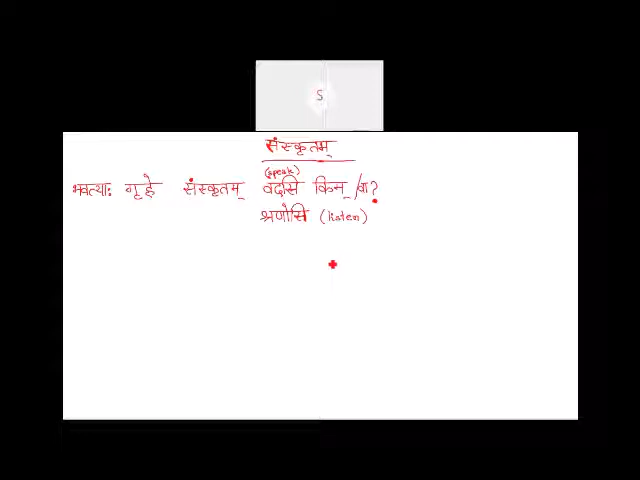 S
संस्कृतम्
(speak)
भवत्याः गृहे संस्कृतम् वदसि किम् /वा?
श्रणोसि (listen)